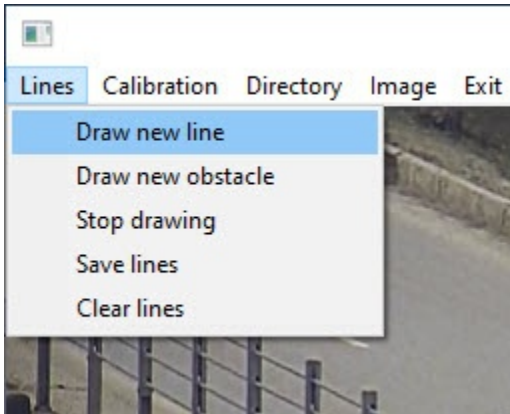 Lines Calibration Directory Image Exit
Draw new line
Draw new obstacle
Stop drawing
Save lines
Clear lines